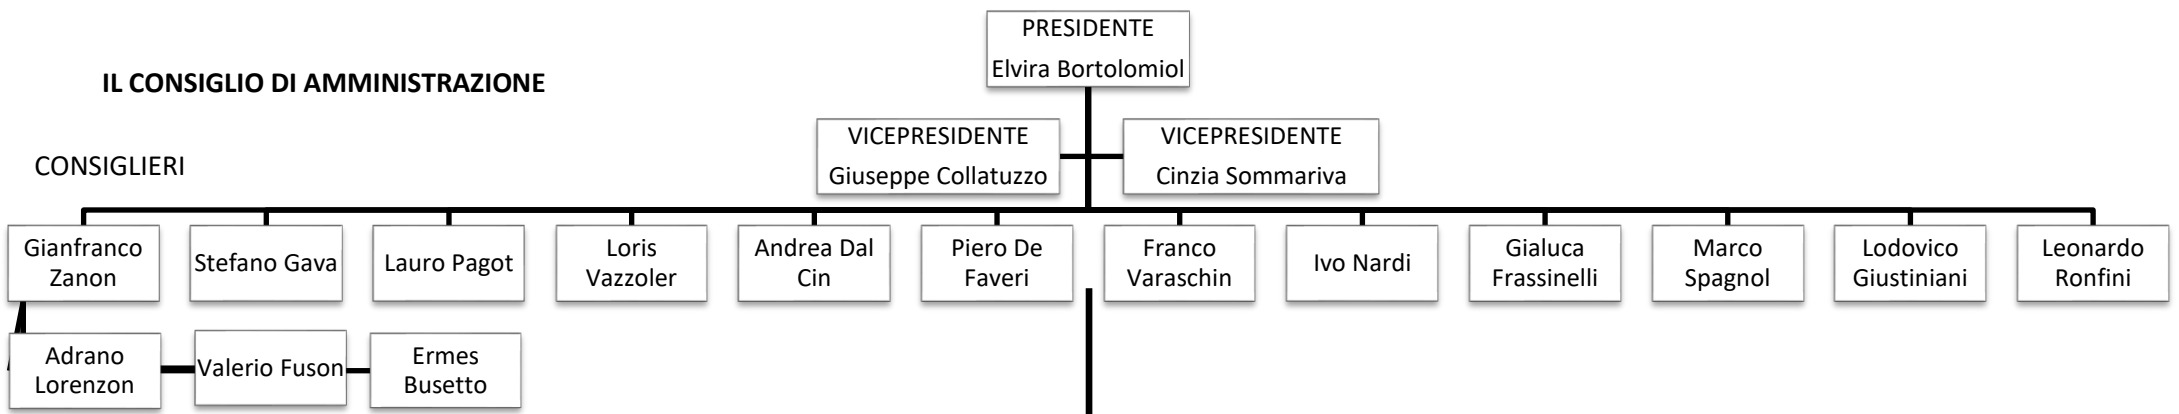 PRESIDENTE
Elvira Bortolomiol
IL CONSIGLIO DI AMMINISTRAZIONE
VICEPRESIDENTE
Giuseppe Collatuzzo
VICEPRESIDENTE
Cinzia Sommariva
CONSIGLIERI
Gianfranco
Zanon
Stefano Gava
Lauro Pagot
Loris
Vazzoler
Andrea Dal
Cin
Piero De
Faveri
Franco
Varaschin
Ivo Nardi
Gialuca
Frassinelli
Marco
Spagnol
Lodovico
Giustiniani
Leonardo
Ronfini
Adrano
Lorenzon
Valerio Fuson
Ermes
Busetto